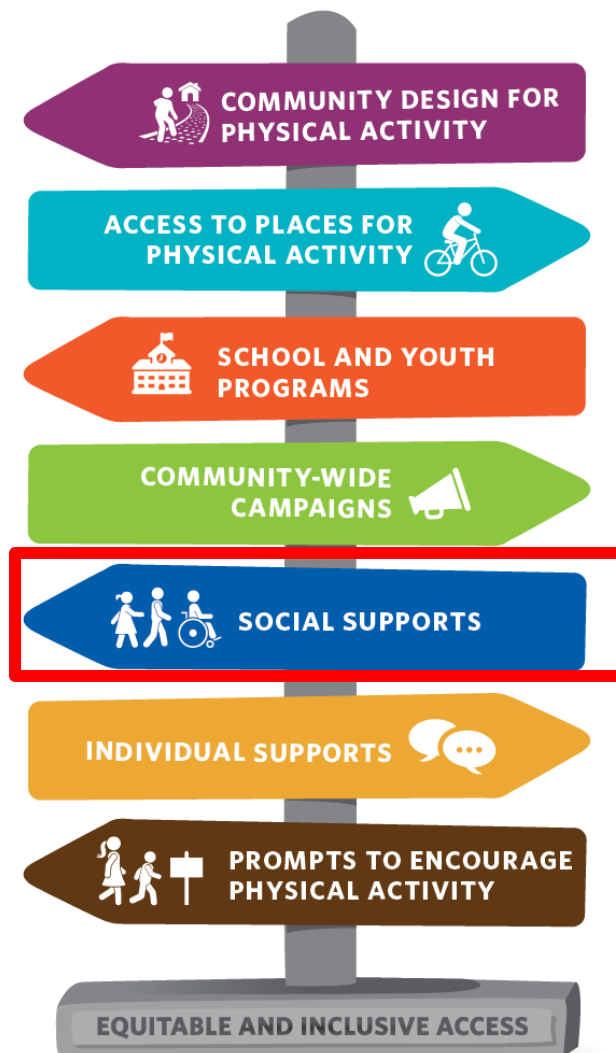 COMMUNITY DESIGN FOR
PHYSICAL ACTIVITY
ACCESS TO PLACES FOR
PHYSICAL ACTIVITY
SCHOOL AND YOUTH
PROGRAMS
COMMUNITY-WIDE
CAMPAIGNS
SOCIAL SUPPORTS
INDIVIDUAL SUPPORTS
PROMPTS TO ENCOURAGE
PHYSICAL ACTIVITY
EQUITABLE AND INCLUSIVE ACCESS